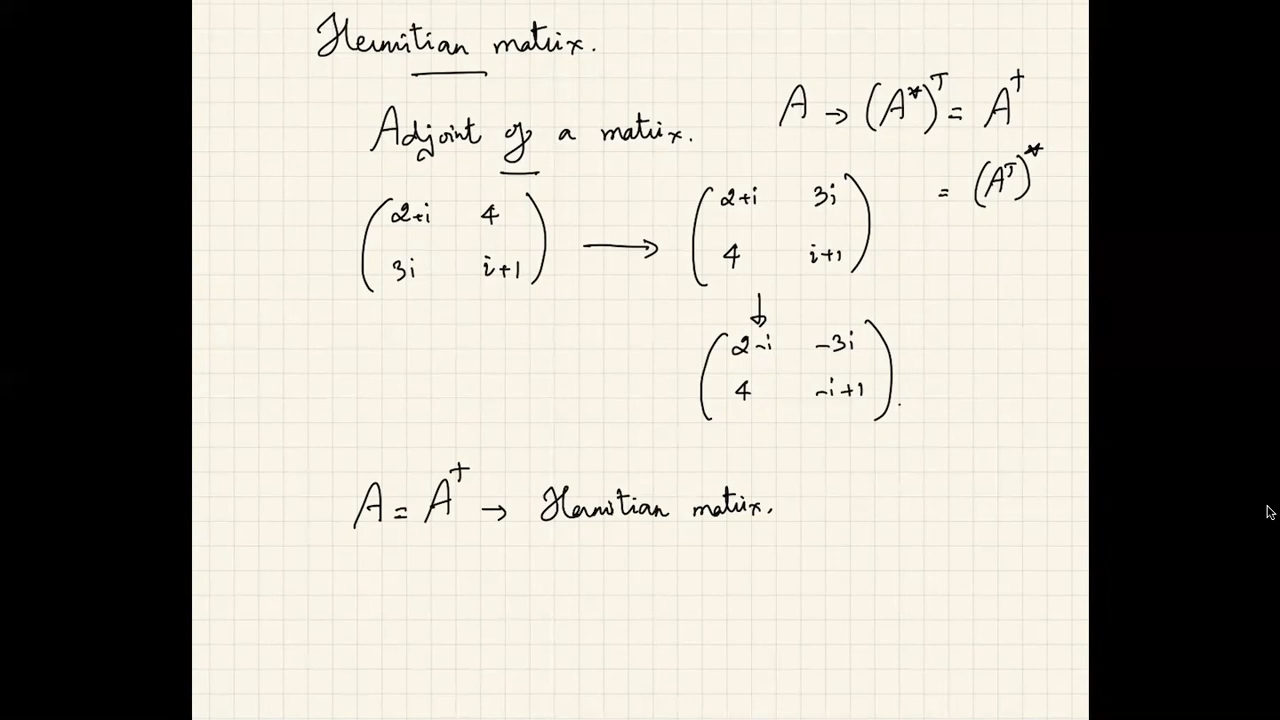 Hermitian matrix.
A → (A*)ᵀ = A†
Adjoint of a matrix.
= (Aᵀ)*
(2+i 4
3i i+1) → (2+i 3i
4 i+1)
↓
(2-i -3i
4 -i+1).
A = A† → Hermitian matrix.